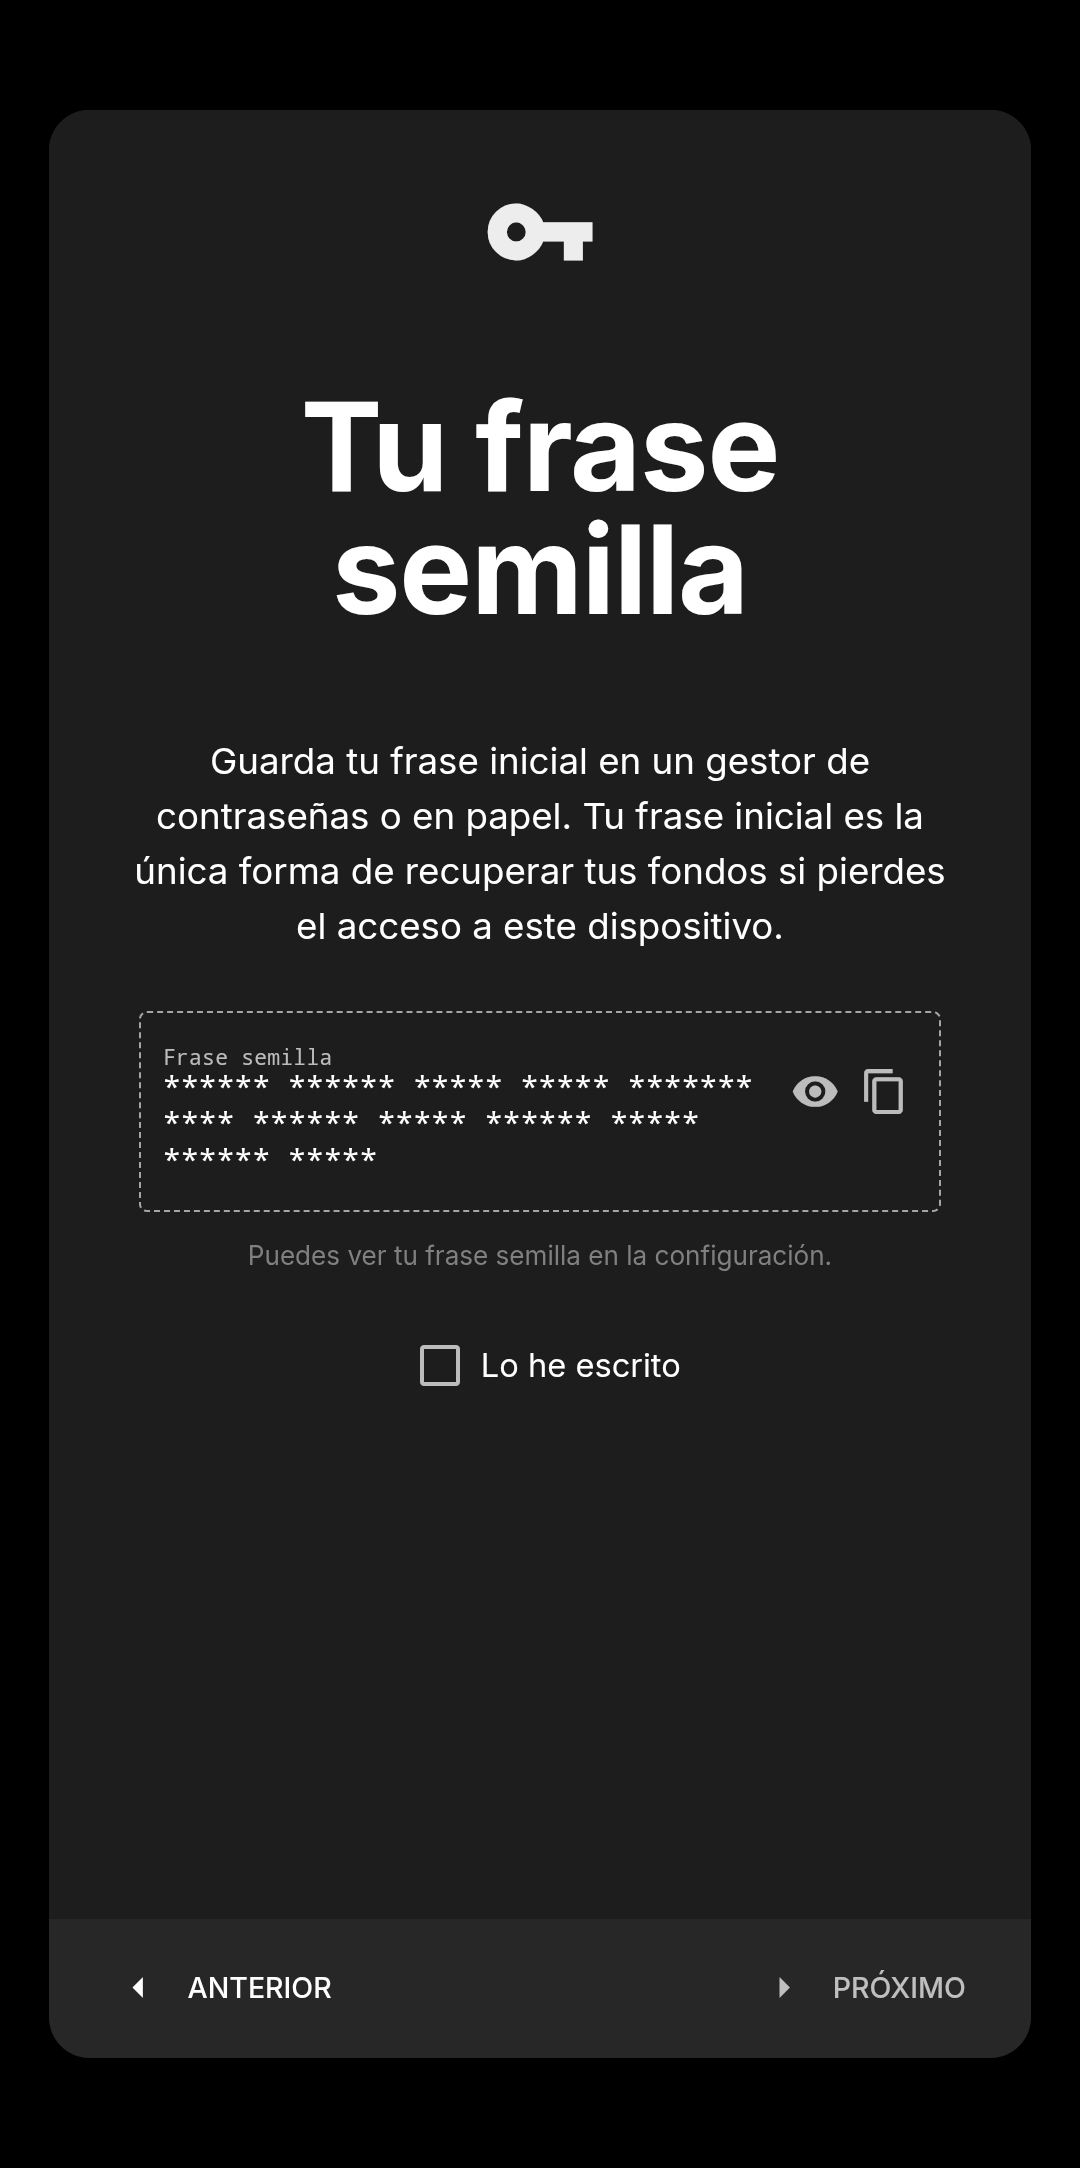 Tu frase
semilla
Guarda tu frase inicial en un gestor de
contraseñas o en papel. Tu frase inicial es la
única forma de recuperar tus fondos si pierdes
el acceso a este dispositivo.
Frase semilla
****** ****** ***** ***** *******
**** ****** ***** ****** *****
****** *****
Puedes ver tu frase semilla en la configuración.
Lo he escrito
ANTERIOR
PRÓXIMO